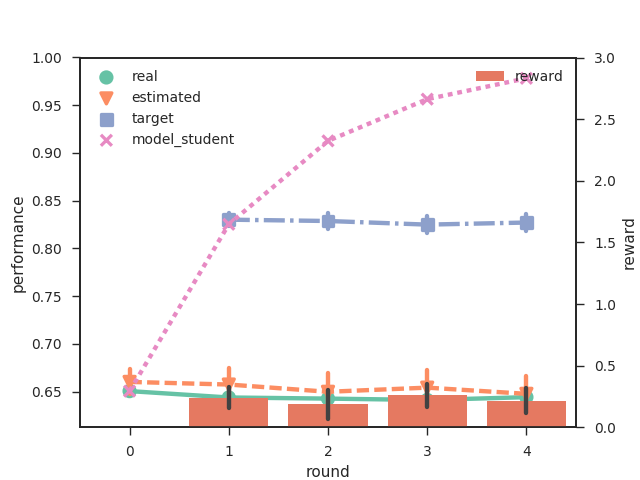 1.00
0.95
0.90
0.85
0.80
0.75
0.70
0.65
performance
real
estimated
target
model_student
reward
3.0
2.5
2.0
1.5
1.0
0.5
0.0
reward
0 1 2 3 4
round